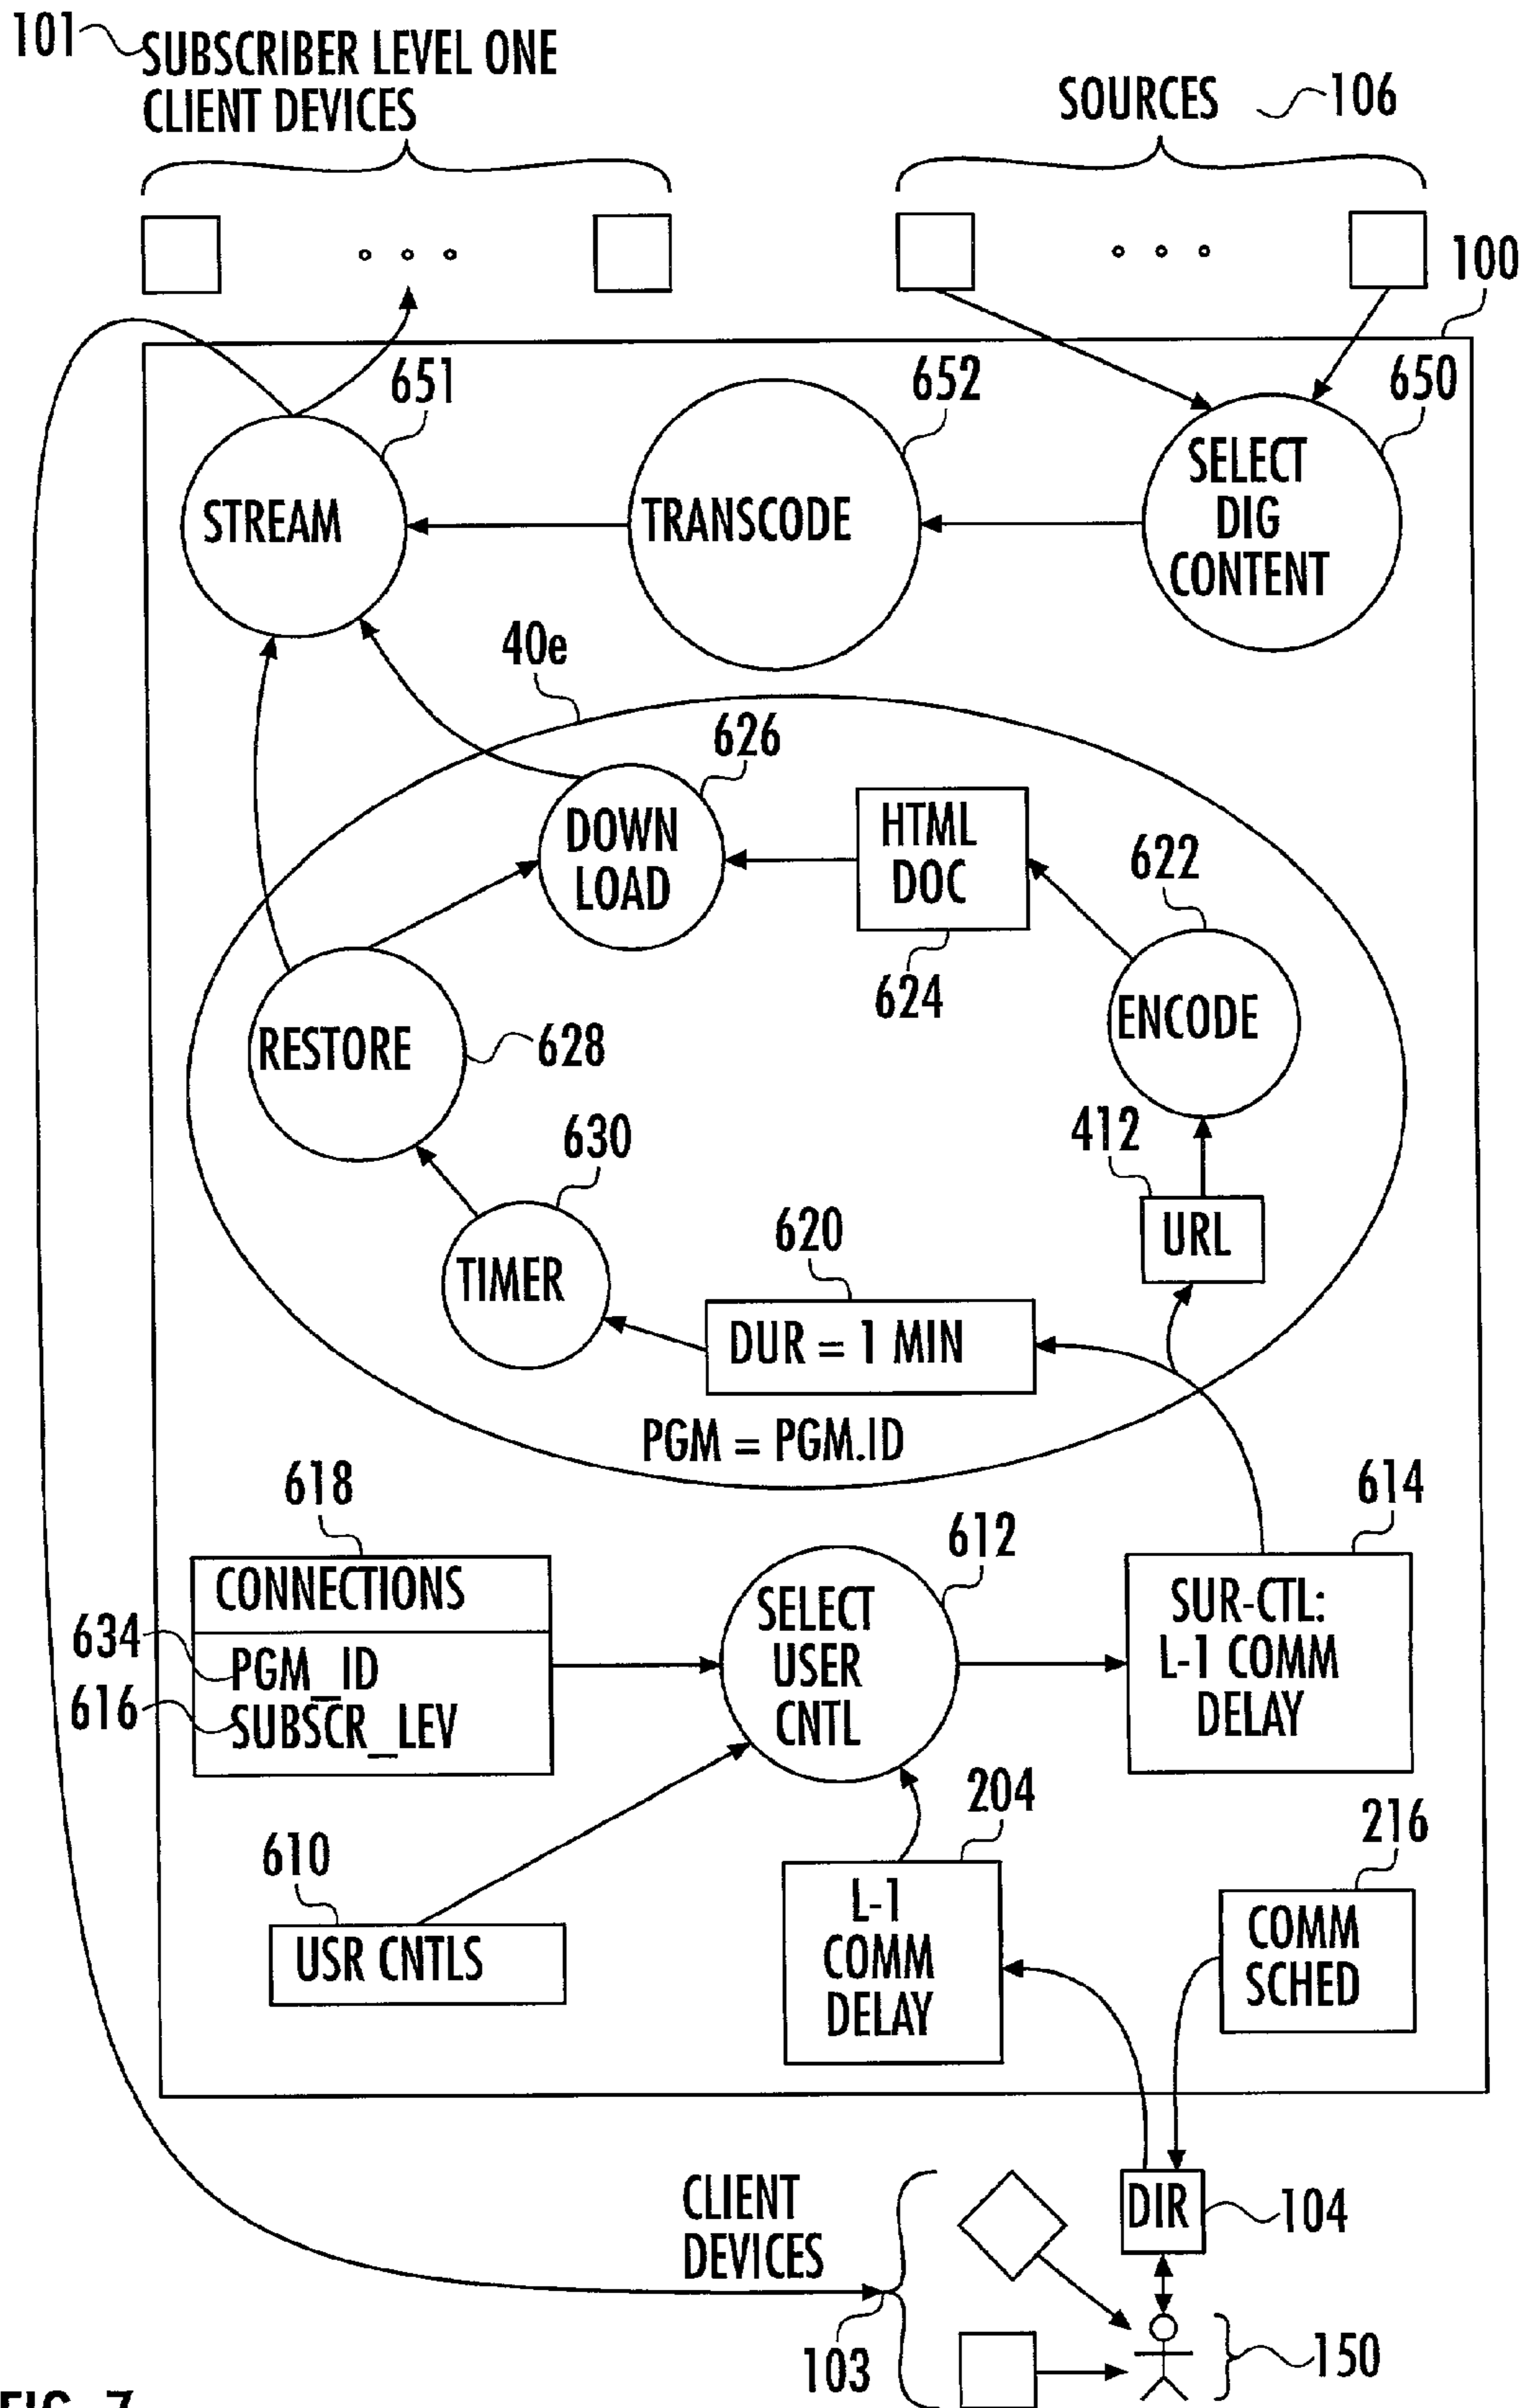 101
SUBSCRIBER LEVEL ONE
CLIENT DEVICES
SOURCES
106
100
651
652
650
STREAM
TRANSCODE
SELECT
DIG
CONTENT
40e
626
DOWN
LOAD
HTML
DOC
624
622
ENCODE
RESTORE
628
412
URL
630
TIMER
620
DUR = 1 MIN
PGM = PGM.ID
618
CONNECTIONS
634
PGM_ID
616
SUBSCR_LEV
612
SELECT
USER
CNTL
614
SUR-CTL:
L-1 COMM
DELAY
610
USR CNTLS
204
L-1
COMM
DELAY
216
COMM
SCHED
CLIENT
DEVICES
103
DIR
104
150
FIG. 7